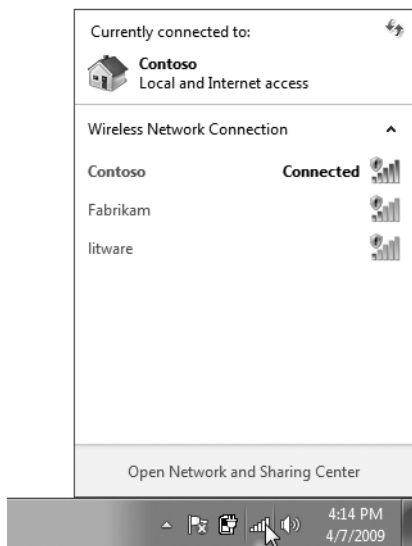 Currently connected to:
Contoso
Local and Internet access
Wireless Network Connection
Contoso Connected
Fabrikam
litware
Open Network and Sharing Center
4:14 PM
4/7/2009